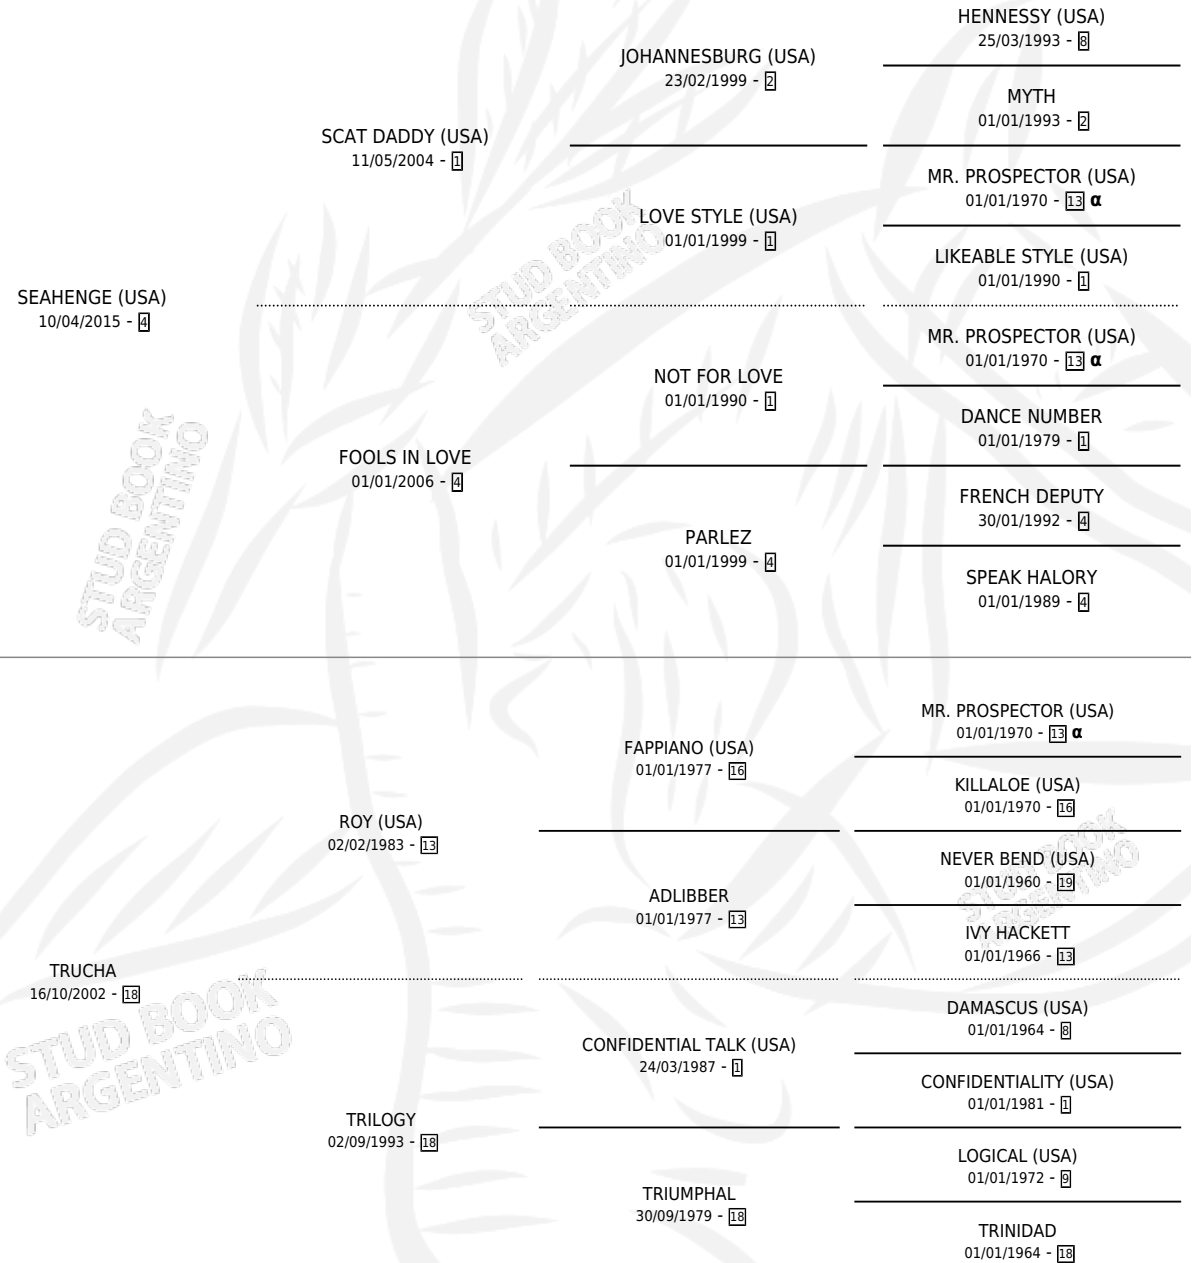 HENNESSY (USA)
25/03/1993 - 8
JOHANNESBURG (USA)
23/02/1999 - 2
MYTH
01/01/1993 - 2
SCAT DADDY (USA)
11/05/2004 - 1
MR. PROSPECTOR (USA)
01/01/1970 - 13 α
LOVE STYLE (USA)
01/01/1999 - 1
LIKEABLE STYLE (USA)
01/01/1990 - 1
SEAHENGE (USA)
10/04/2015 - 4
MR. PROSPECTOR (USA)
01/01/1970 - 13 α
NOT FOR LOVE
01/01/1990 - 1
DANCE NUMBER
01/01/1979 - 1
FOOLS IN LOVE
01/01/2006 - 4
FRENCH DEPUTY
30/01/1992 - 4
PARLEZ
01/01/1999 - 4
SPEAK HALORY
01/01/1989 - 4
MR. PROSPECTOR (USA)
01/01/1970 - 13 α
FAPPIANO (USA)
01/01/1977 - 16
KILLALOE (USA)
01/01/1970 - 16
ROY (USA)
02/02/1983 - 13
NEVER BEND (USA)
01/01/1960 - 19
ADLIBBER
01/01/1977 - 13
IVY HACKETT
01/01/1966 - 13
TRUCHA
16/10/2002 - 18
DAMASCUS (USA)
01/01/1964 - 8
CONFIDENTIAL TALK (USA)
24/03/1987 - 1
CONFIDENTIALITY (USA)
01/01/1981 - 1
TRILOGY
02/09/1993 - 18
LOGICAL (USA)
01/01/1972 - 9
TRIUMPHAL
30/09/1979 - 18
TRINIDAD
01/01/1964 - 18
STUD BOOK
ARGENTINO
STUD BOOK
ARGENTINO
STUD BOOK
ARGENTINO
STUD BOOK
ARGENTINO